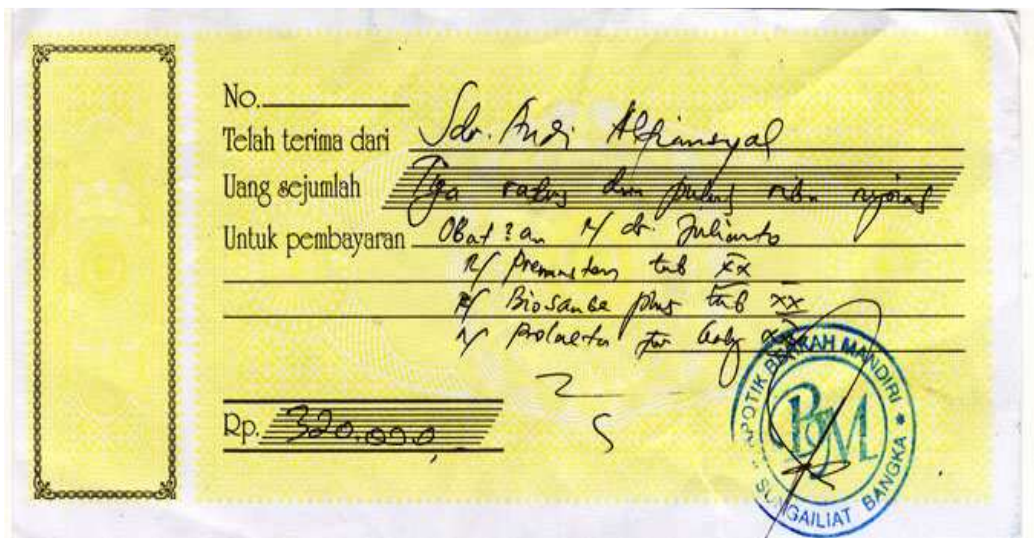 No.
Telah terima dari Sdr. Andi Alfiansyah
Uang sejumlah Tiga ratus dua puluh ribu rupiah
Untuk pembayaran Obat2an R/ dr. Julianto
R/ Premaston tab XX
R/ Biosanbe plus tab XX
R/ Prolacta for baby
Rp. 320.000,-
APOTIK BERKAH MANDIRI
BM
SUNGAILIAT BANGKA